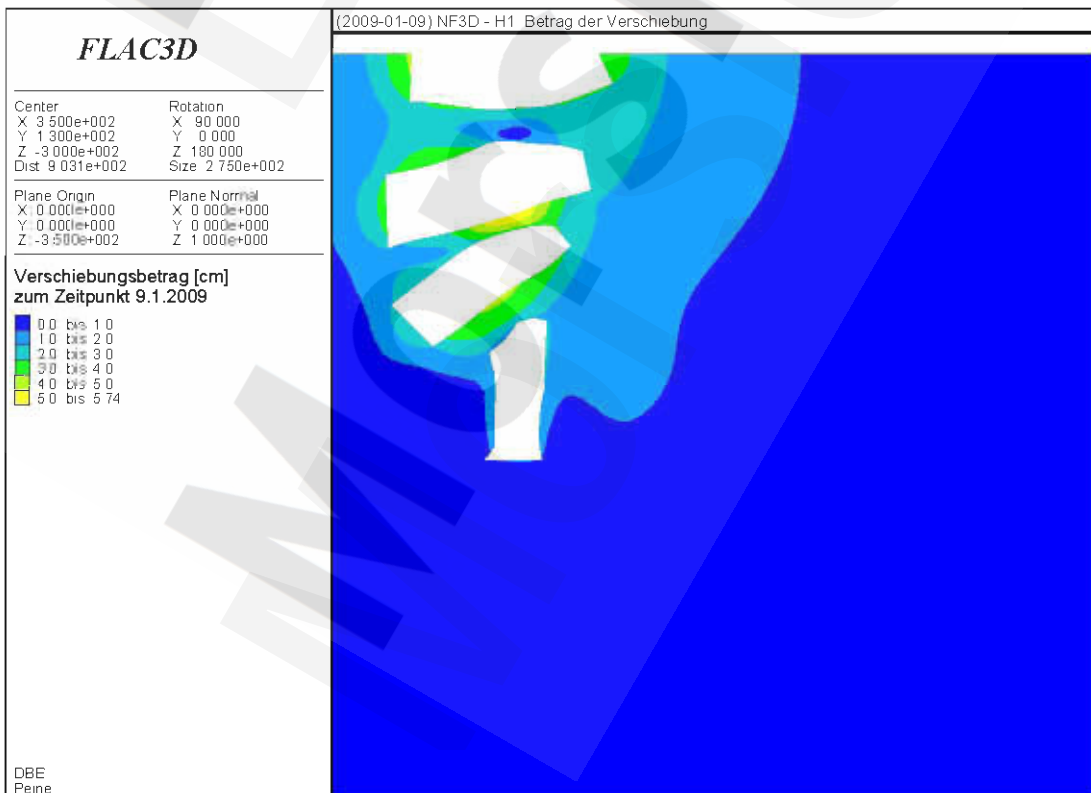 (2009-01-09) NF3D - H1 Betrag der Verschiebung
FLAC3D
Center
X 3 500e+002
Y 1 300e+002
Z -3 000e+002
Dist 9 031e+002
Rotation
X 90 000
Y 0 000
Z 180 000
Size 2 750e+002
Plane Origin
X: 0 000e+000
Y: 0 000e+000
Z: -3 500e+002
Plane Normal
X 0 000e+000
Y 0 000e+000
Z 1 000e+000
Verschiebungsbetrag [cm]
zum Zeitpunkt 9.1.2009
0 0 bis 1 0
1 0 bis 2 0
2 0 bis 3 0
3 0 bis 4 0
4 0 bis 5 0
5 0 bis 5 74
DBE
Peine